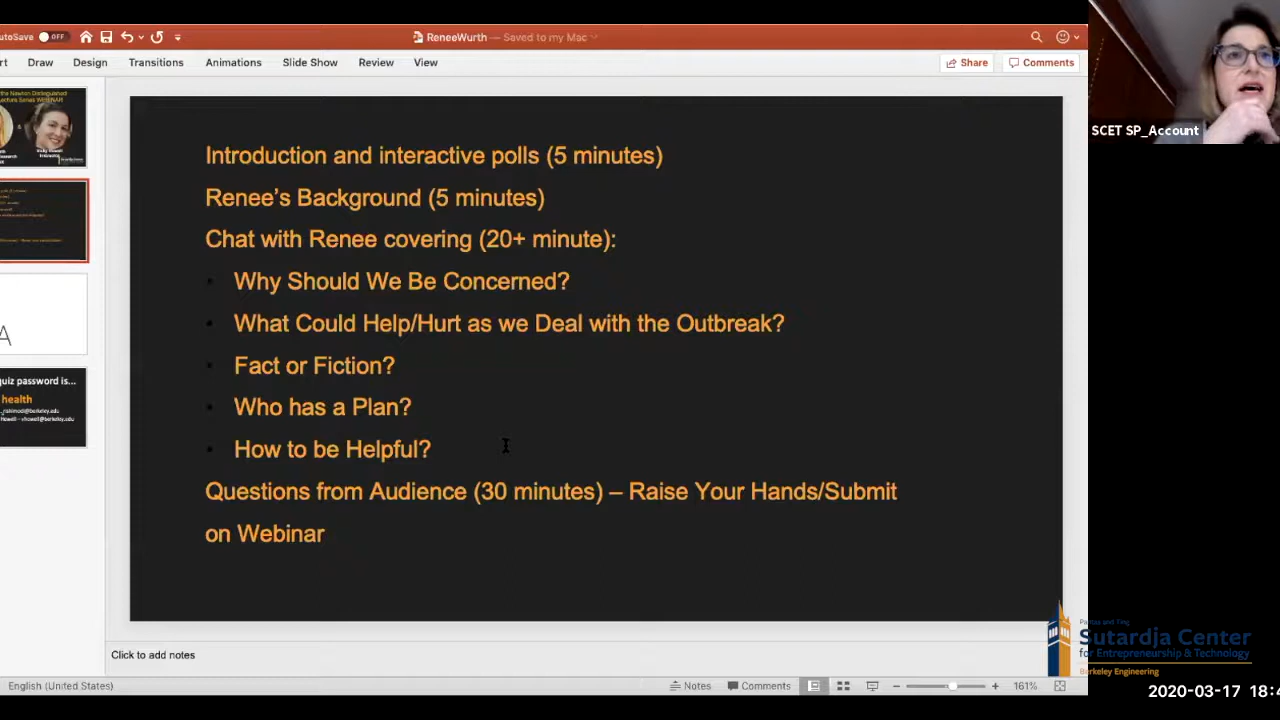 utoSave OFF
ReneeWurth — Saved to my Mac
rt Draw Design Transitions Animations Slide Show Review View
Share Comments
SCET SP_Account
Introduction and interactive polls (5 minutes)
Renee's Background (5 minutes)
Chat with Renee covering (20+ minute):
• Why Should We Be Concerned?
• What Could Help/Hurt as we Deal with the Outbreak?
• Fact or Fiction?
• Who has a Plan?
• How to be Helpful?
Questions from Audience (30 minutes) – Raise Your Hands/Submit
on Webinar
A
quiz password is...
health
Click to add notes
English (United States)
Notes Comments 161%
Sutardja Center
for Entrepreneurship & Technology
Berkeley Engineering
2020-03-17 18:4